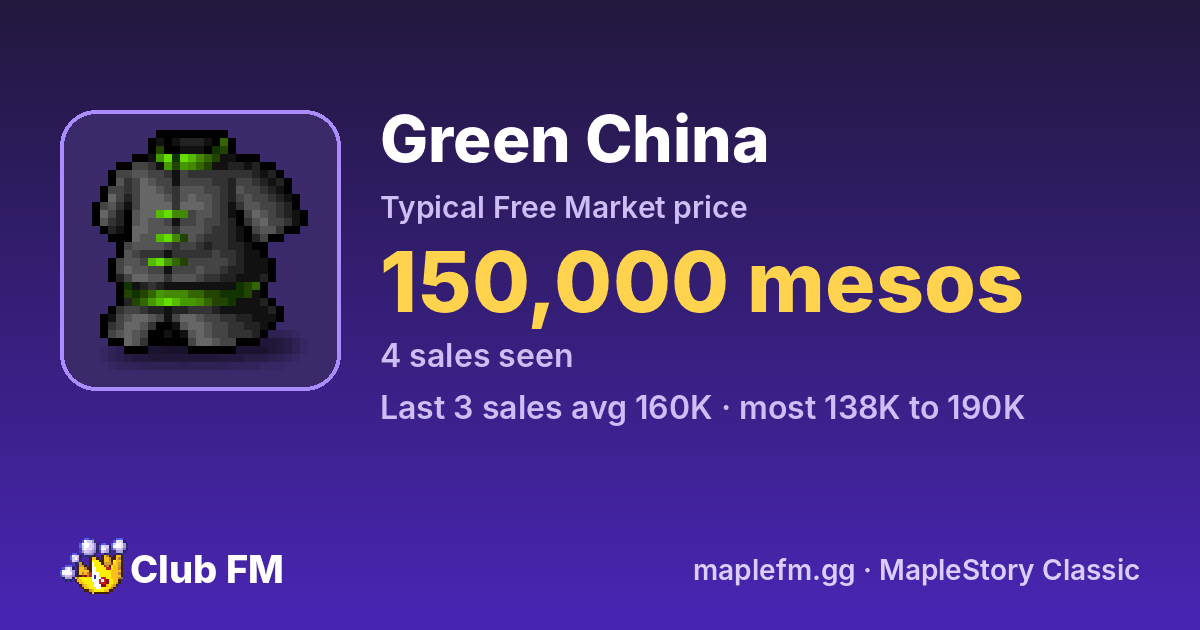 Green China
Typical Free Market price
150,000 mesos
4 sales seen
Last 3 sales avg 160K · most 138K to 190K
Club FM
maplefm.gg · MapleStory Classic